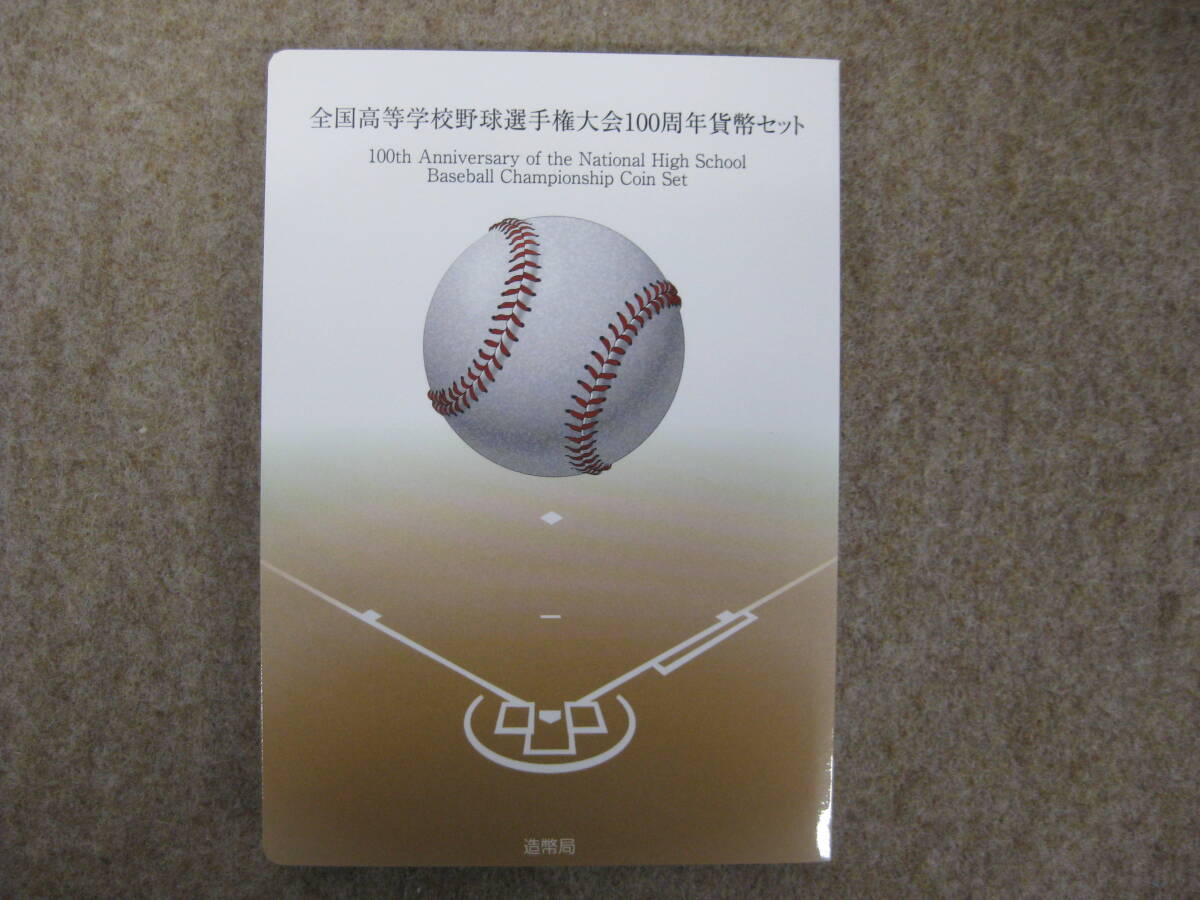 全国高等学校野球選手権大会100周年貨幣セット
100th Anniversary of the National High School
Baseball Championship Coin Set
造幣局